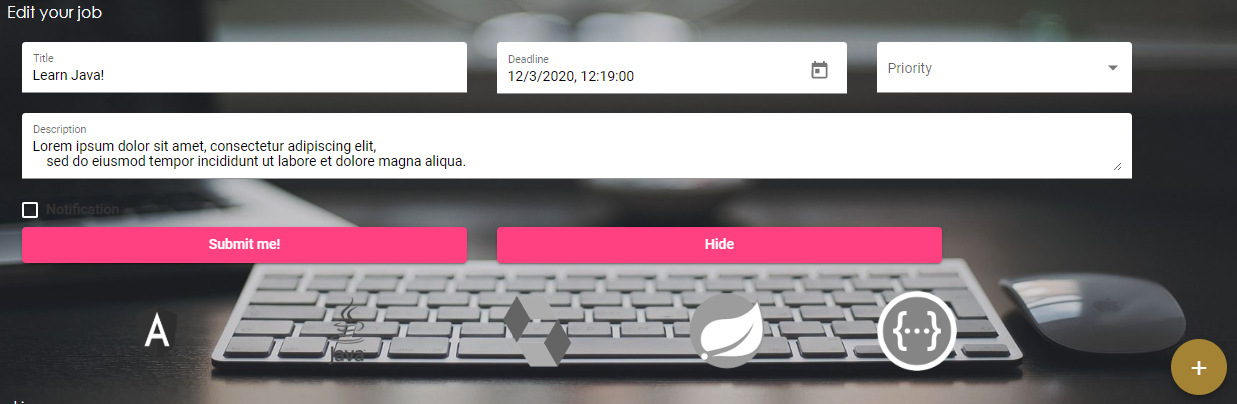 Edit your job
Title
Learn Java!
Deadline
12/3/2020, 12:19:00
Priority
Description
Lorem ipsum dolor sit amet, consectetur adipiscing elit,
sed do eiusmod tempor incididunt ut labore et dolore magna aliqua.
Notification
Submit me!
Hide
A
Java
{...}
+